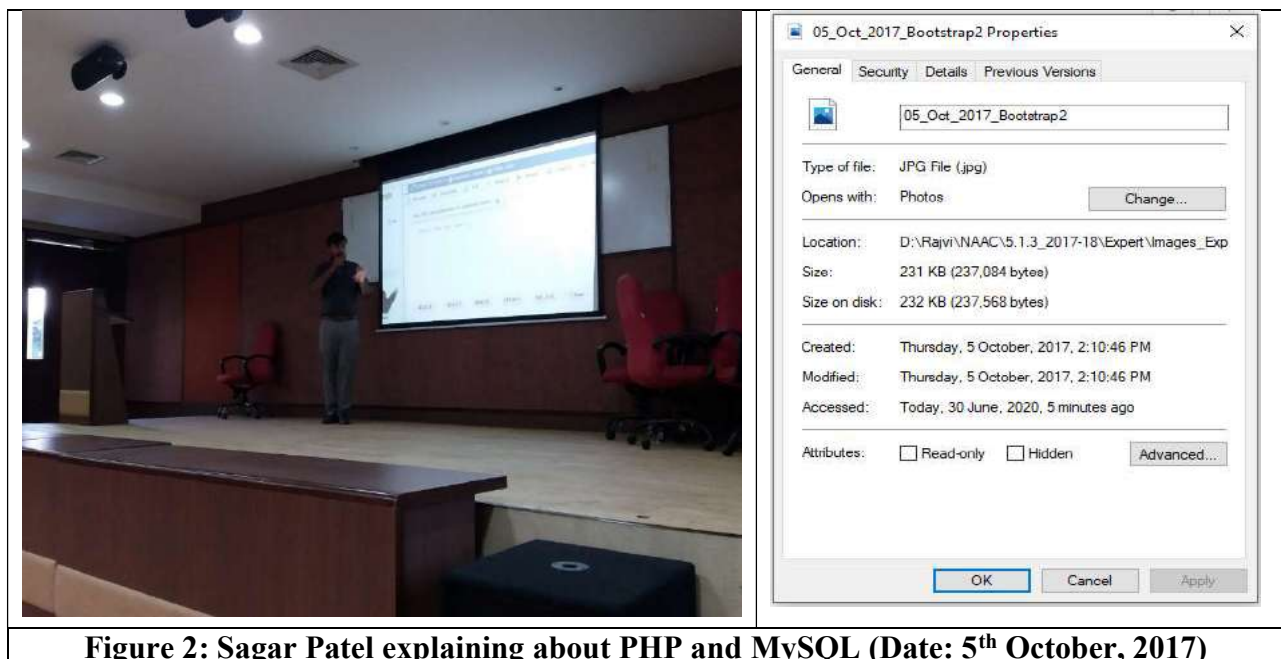 05_Oct_2017_Bootstrap2 Properties
General Security Details Previous Versions
05_Oct_2017_Bootstrap2
Type of file: JPG File (.jpg)
Opens with: Photos Change...
Location: D:\Rajvi\NAAC\5.1.3_2017-18\Expert\Images_Exp
Size: 231 KB (237,084 bytes)
Size on disk: 232 KB (237,568 bytes)
Created: Thursday, 5 October, 2017, 2:10:46 PM
Modified: Thursday, 5 October, 2017, 2:10:46 PM
Accessed: Today, 30 June, 2020, 5 minutes ago
Attributes: Read-only Hidden Advanced...
OK Cancel Apply
Figure 2: Sagar Patel explaining about PHP and MySQL (Date: 5th October, 2017)